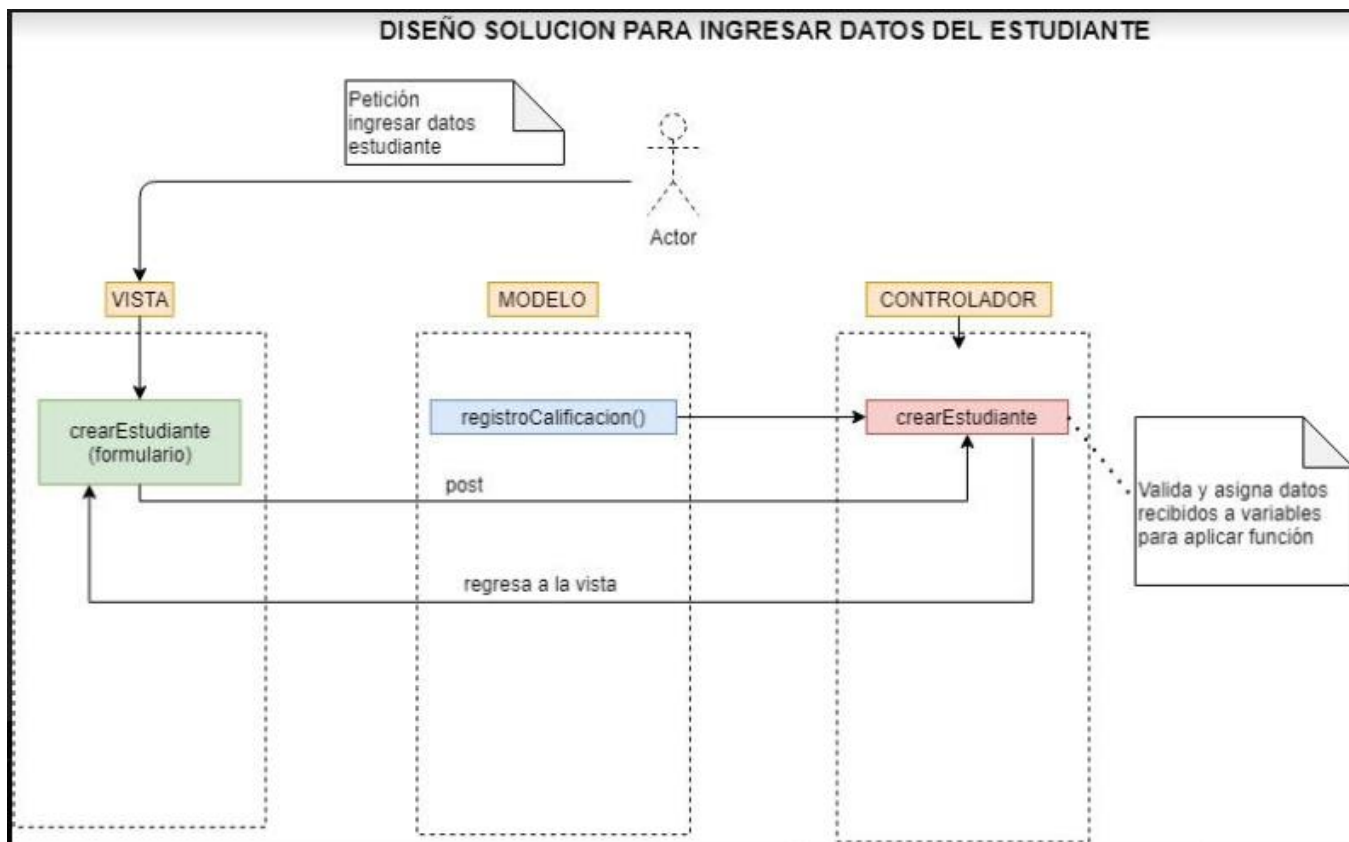 DISEÑO SOLUCION PARA INGRESAR DATOS DEL ESTUDIANTE
Petición
ingresar datos
estudiante
Actor
VISTA
MODELO
CONTROLADOR
crearEstudiante
(formulario)
registroCalificacion()
crearEstudiante
post
Valida y asigna datos
recibidos a variables
para aplicar función
regresa a la vista